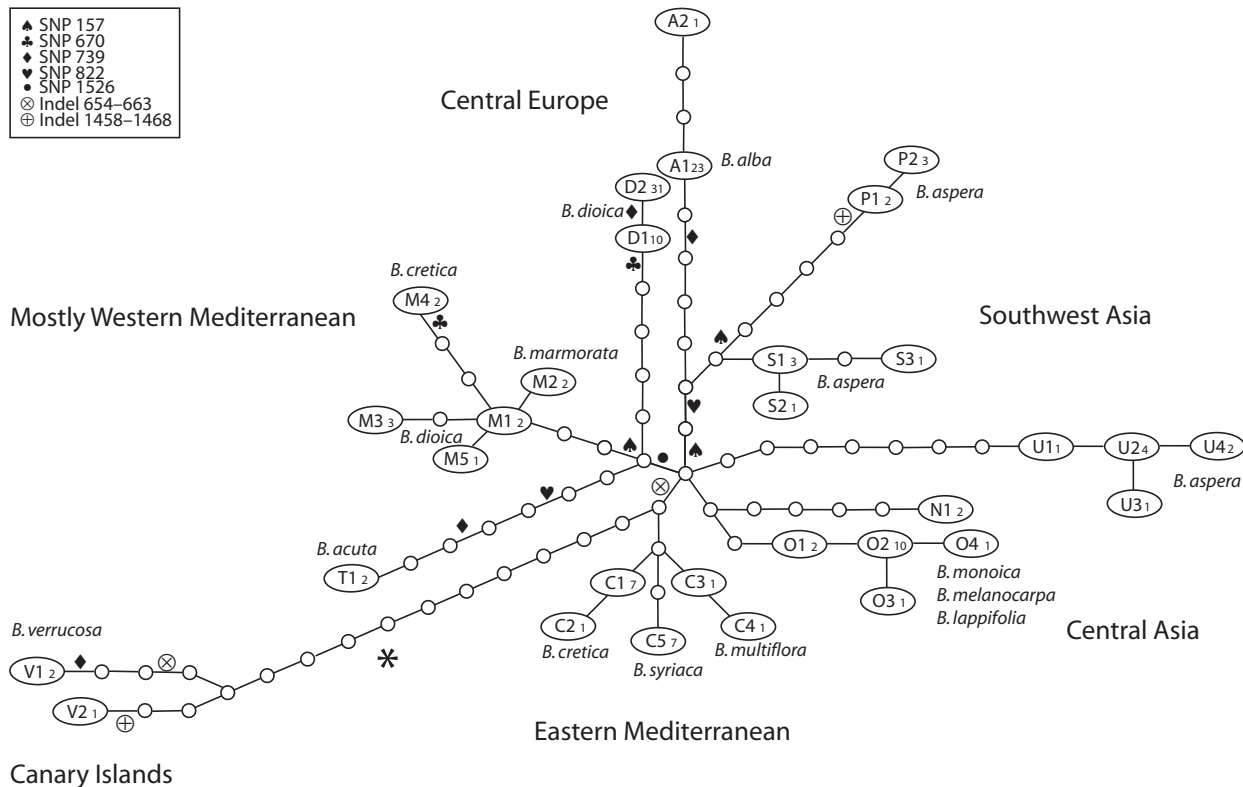 ♠ SNP 157
♣ SNP 670
♦ SNP 739
♥ SNP 822
• SNP 1526
⊗ Indel 654–663
⊕ Indel 1458–1468
A2 1
Central Europe
A1 23
B. alba
D2 31
B. dioica
D1 10
P2 3
P1 2
B. aspera
B. cretica
M4 2
Mostly Western Mediterranean
Southwest Asia
B. marmorata
M2 2
M3 3
M1 2
B. dioica
M5 1
S1 3
S3 1
B. aspera
S2 1
U1 1
U2 4
U4 2
B. aspera
U3 1
N1 2
O1 2
O2 10
O4 1
O3 1
B. monoica
B. melanocarpa
B. lappifolia
Central Asia
B. acuta
T1 2
C1 7
C3 1
C2 1
C5 7
C4 1
B. cretica
B. syriaca
B. multiflora
*
B. verrucosa
V1 2
V2 1
Eastern Mediterranean
Canary Islands